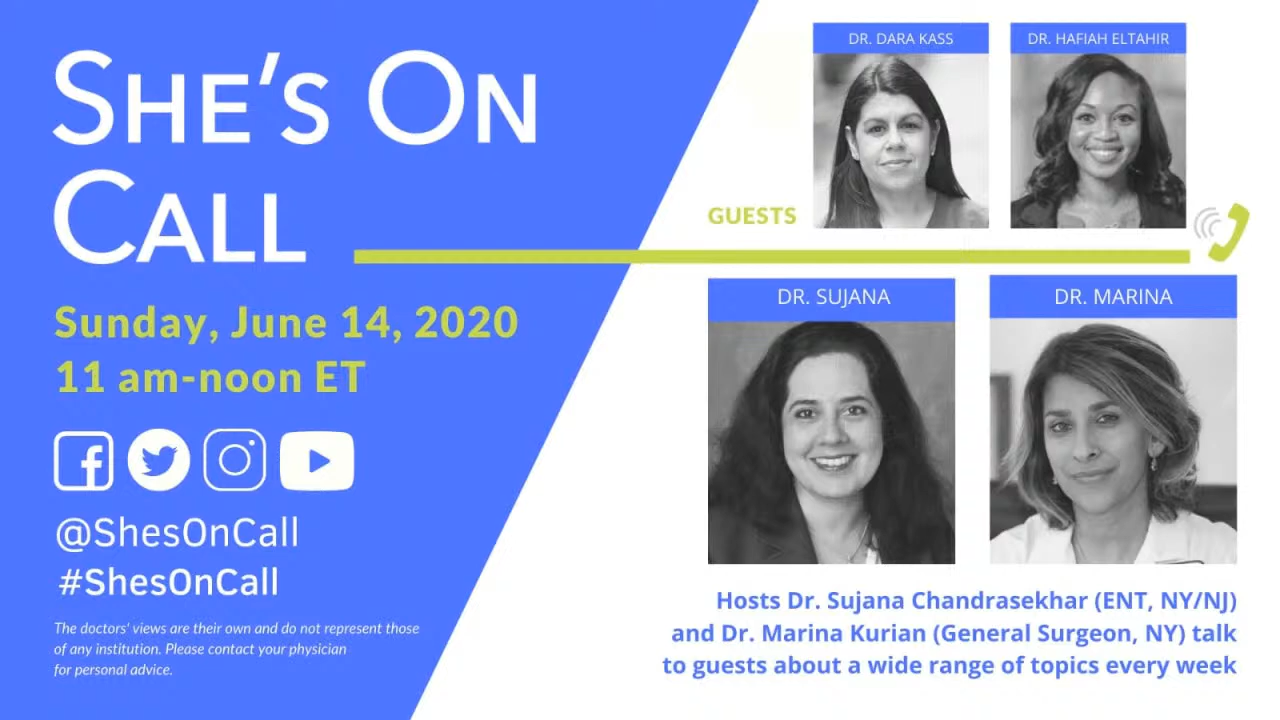 SHE'S ON
CALL
Sunday, June 14, 2020
11 am-noon ET
@ShesOnCall
#ShesOnCall
The doctors' views are their own and do not represent those
of any institution. Please contact your physician
for personal advice.
GUESTS
DR. DARA KASS
DR. HAFIAH ELTAHIR
DR. SUJANA
DR. MARINA
Hosts Dr. Sujana Chandrasekhar (ENT, NY/NJ)
and Dr. Marina Kurian (General Surgeon, NY) talk
to guests about a wide range of topics every week